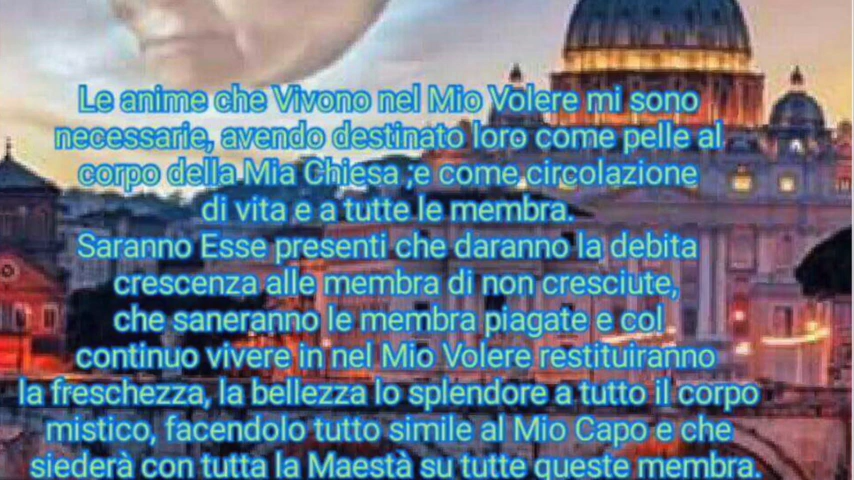 Le anime che Vivono nel Mio Volere mi sono
necessarie, avendo destinato loro come pelle al
corpo della Mia Chiesa ;e come circolazione
di vita e a tutte le membra.
Saranno Esse presenti che daranno la debita
crescenza alle membra di non cresciute,
che saneranno le membra piagate e col
continuo vivere in nel Mio Volere restituiranno
la freschezza, la bellezza lo splendore a tutto il corpo
mistico, facendolo tutto simile al Mio Capo e che
siederà con tutta la Maestà su tutte queste membra.